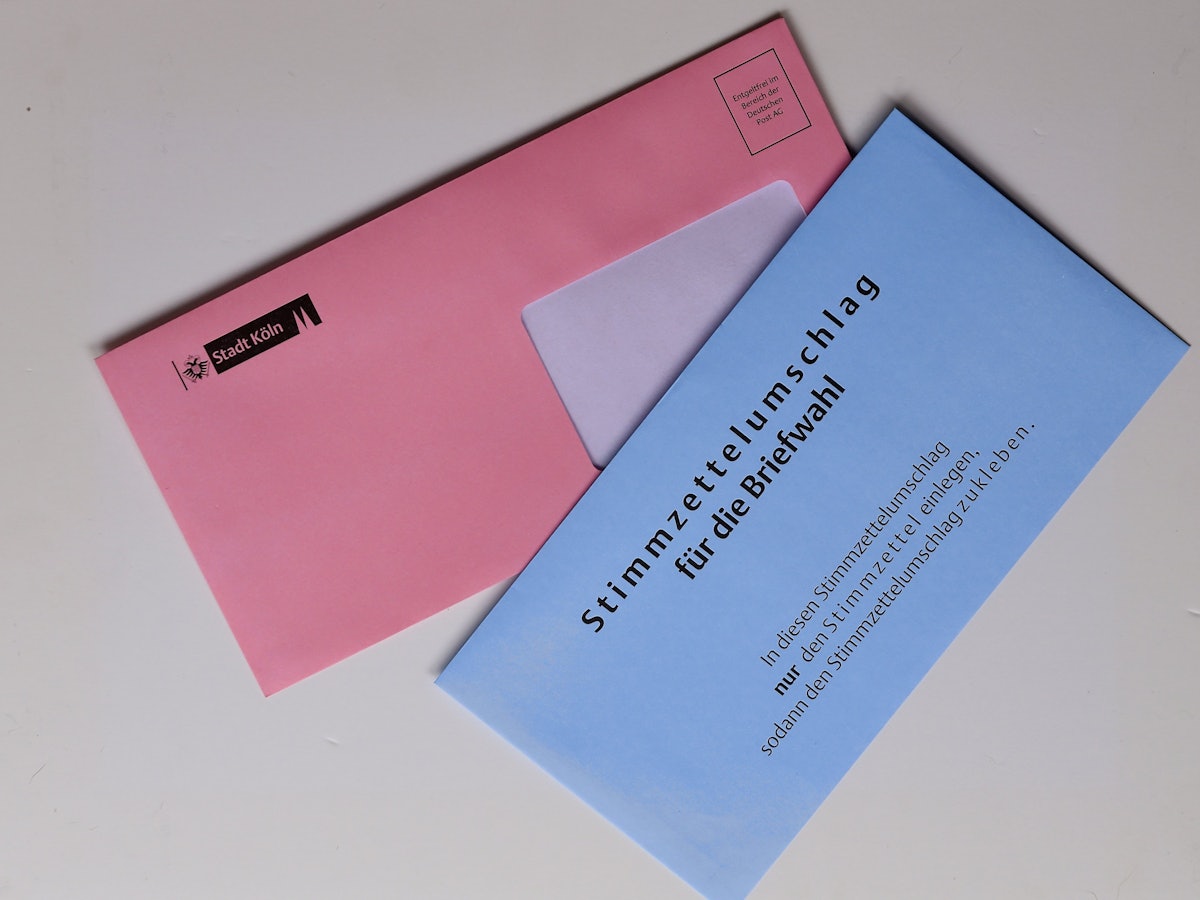 Entgeltfrei im
Bereich der
Deutschen
Post AG
Stadt Köln
Stimmzettelumschlag
für die Briefwahl
In diesen Stimmzettelumschlag
nur den Stimmzettel einlegen,
sodann den Stimmzettelumschlag zukleben.